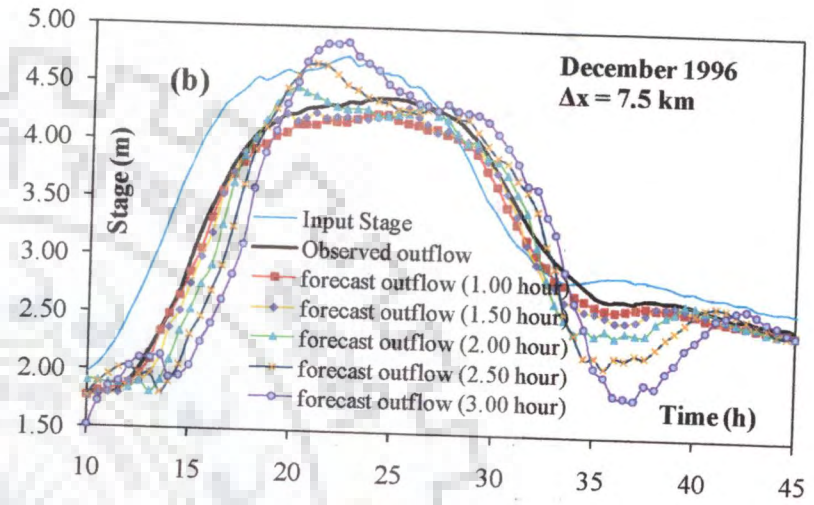 5.00
4.50
4.00
3.50
3.00
2.50
2.00
1.50
Stage (m)
(b)
December 1996
Δx = 7.5 km
Input Stage
Observed outflow
forecast outflow (1.00 hour)
forecast outflow (1.50 hour)
forecast outflow (2.00 hour)
forecast outflow (2.50 hour)
forecast outflow (3.00 hour)
Time (h)
10 15 20 25 30 35 40 45